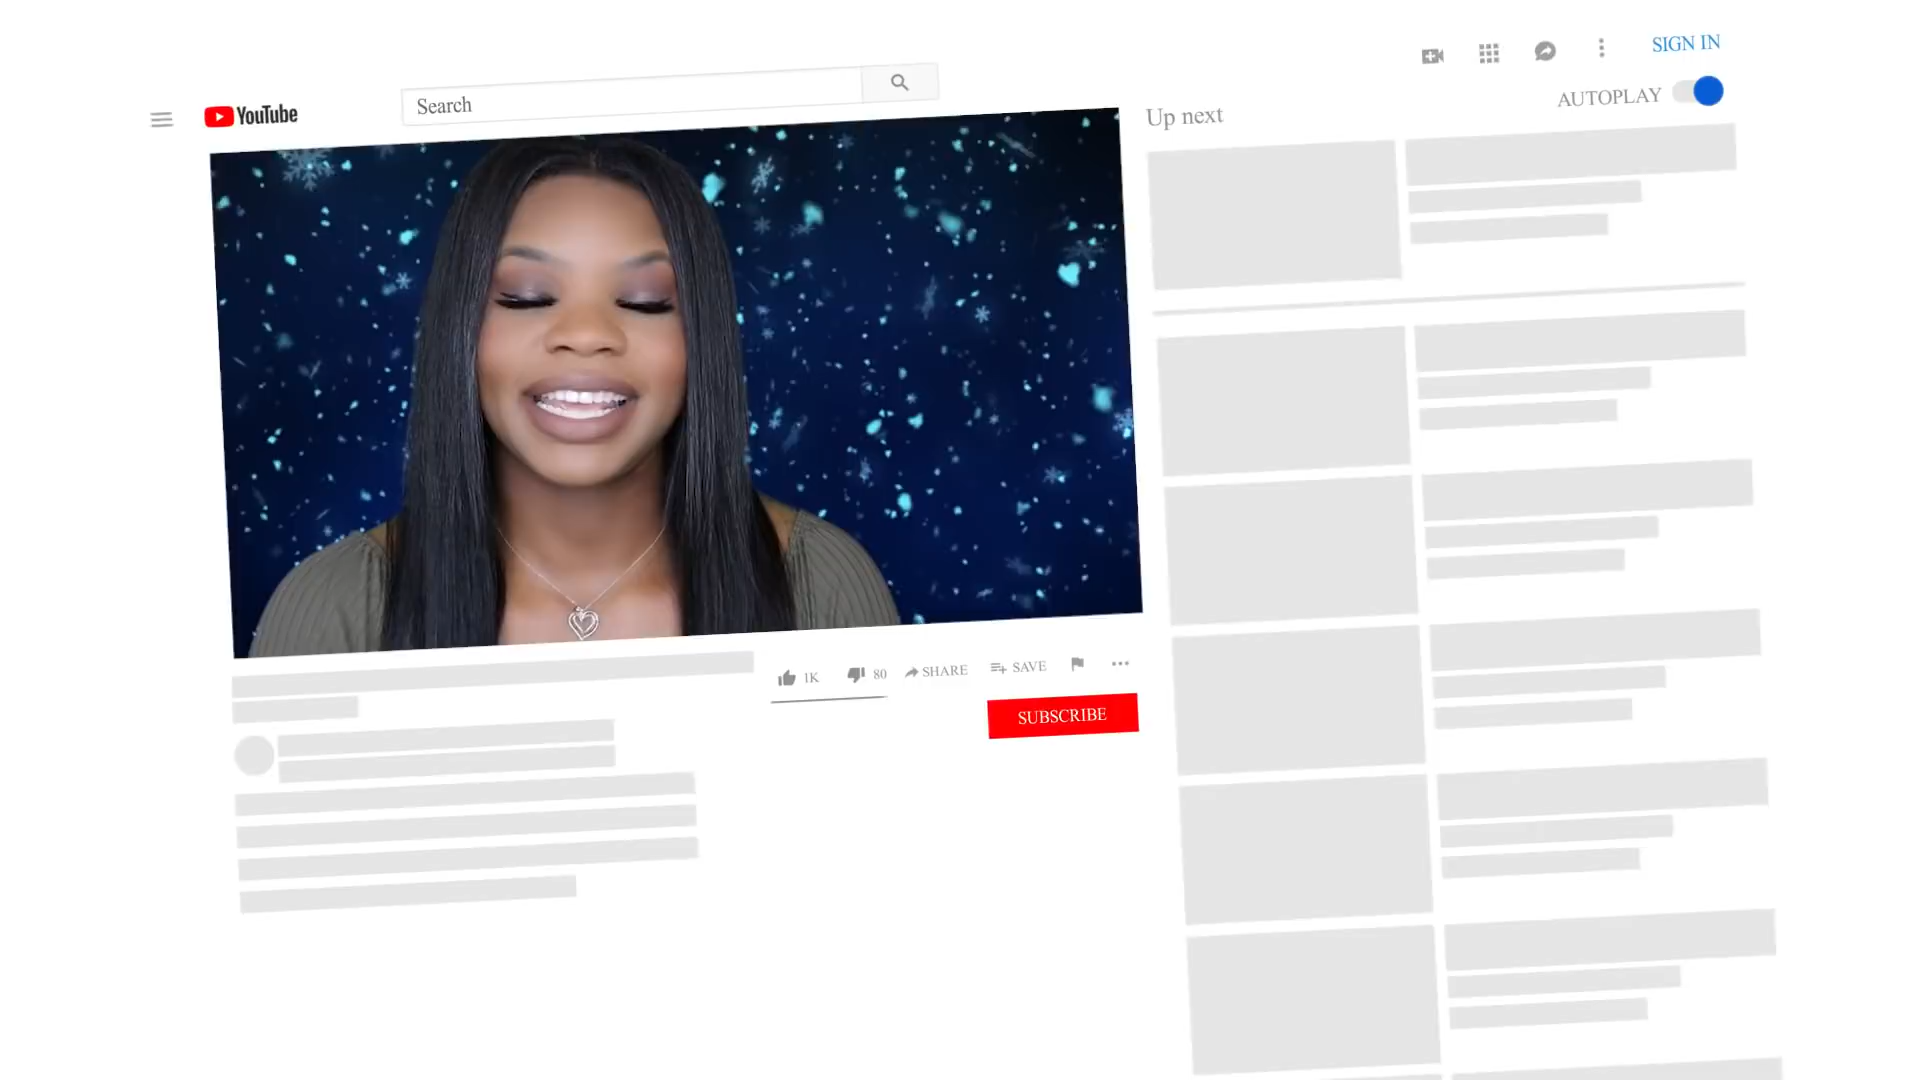 SIGN IN
YouTube
Search
AUTOPLAY
Up next
1K 80 SHARE SAVE
SUBSCRIBE